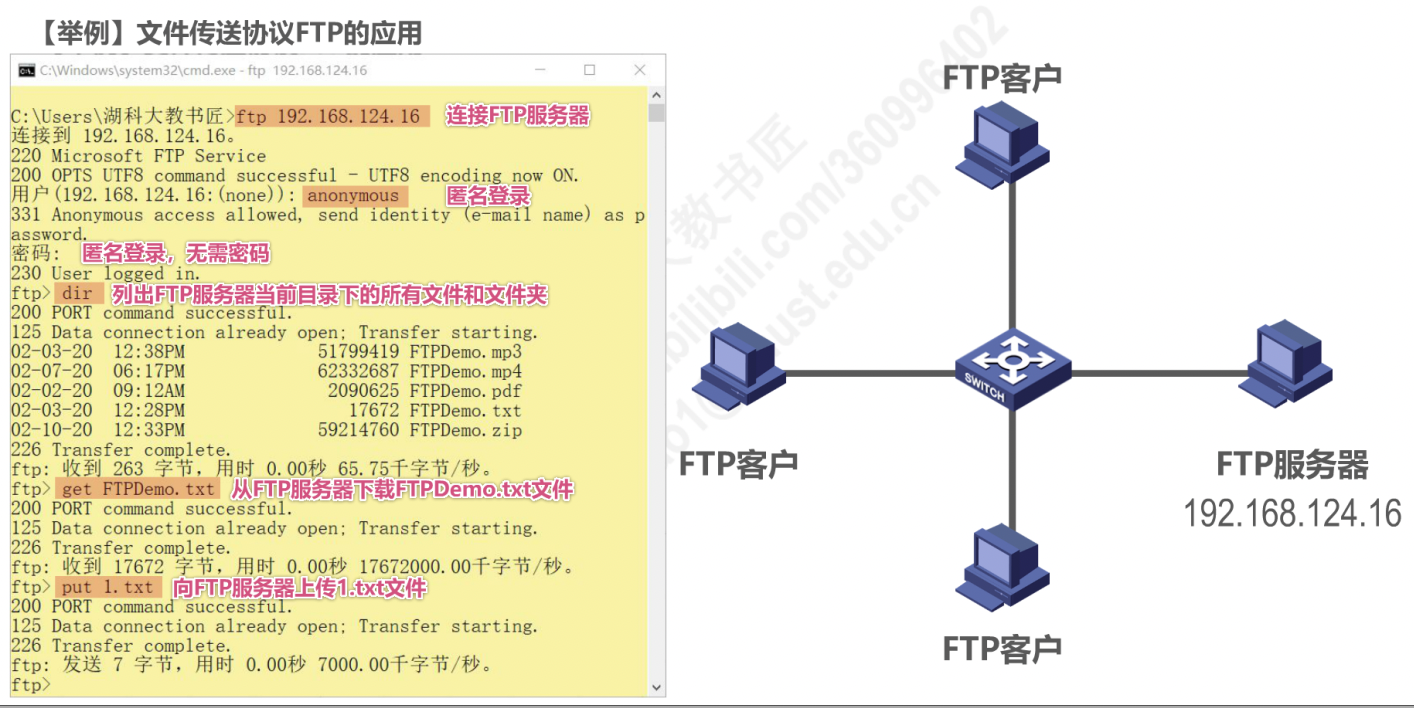 【举例】文件传送协议FTP的应用
C:\Windows\system32\cmd.exe - ftp 192.168.124.16
C:\Users\湖科大教书匠>ftp 192.168.124.16 连接FTP服务器
连接到 192.168.124.16。
220 Microsoft FTP Service
200 OPTS UTF8 command successful - UTF8 encoding now ON.
用户(192.168.124.16:(none)): anonymous 匿名登录
331 Anonymous access allowed, send identity (e-mail name) as p
assword.
密码: 匿名登录，无需密码
230 User logged in.
ftp> dir 列出FTP服务器当前目录下的所有文件和文件夹
200 PORT command successful.
125 Data connection already open; Transfer starting.
02-03-20 12:38PM 51799419 FTPDemo.mp3
02-07-20 06:17PM 62332687 FTPDemo.mp4
02-02-20 09:12AM 2090625 FTPDemo.pdf
02-03-20 12:28PM 17672 FTPDemo.txt
02-10-20 12:33PM 59214760 FTPDemo.zip
226 Transfer complete.
ftp: 收到 263 字节，用时 0.00秒 65.75千字节/秒。
ftp> get FTPDemo.txt 从FTP服务器下载FTPDemo.txt文件
200 PORT command successful.
125 Data connection already open; Transfer starting.
226 Transfer complete.
ftp: 收到 17672 字节，用时 0.00秒 17672000.00千字节/秒。
ftp> put 1.txt 向FTP服务器上传1.txt文件
200 PORT command successful.
125 Data connection already open; Transfer starting.
226 Transfer complete.
ftp: 发送 7 字节，用时 0.00秒 7000.00千字节/秒。
ftp>
FTP客户
SWITCH
FTP客户
FTP服务器
192.168.124.16
FTP客户